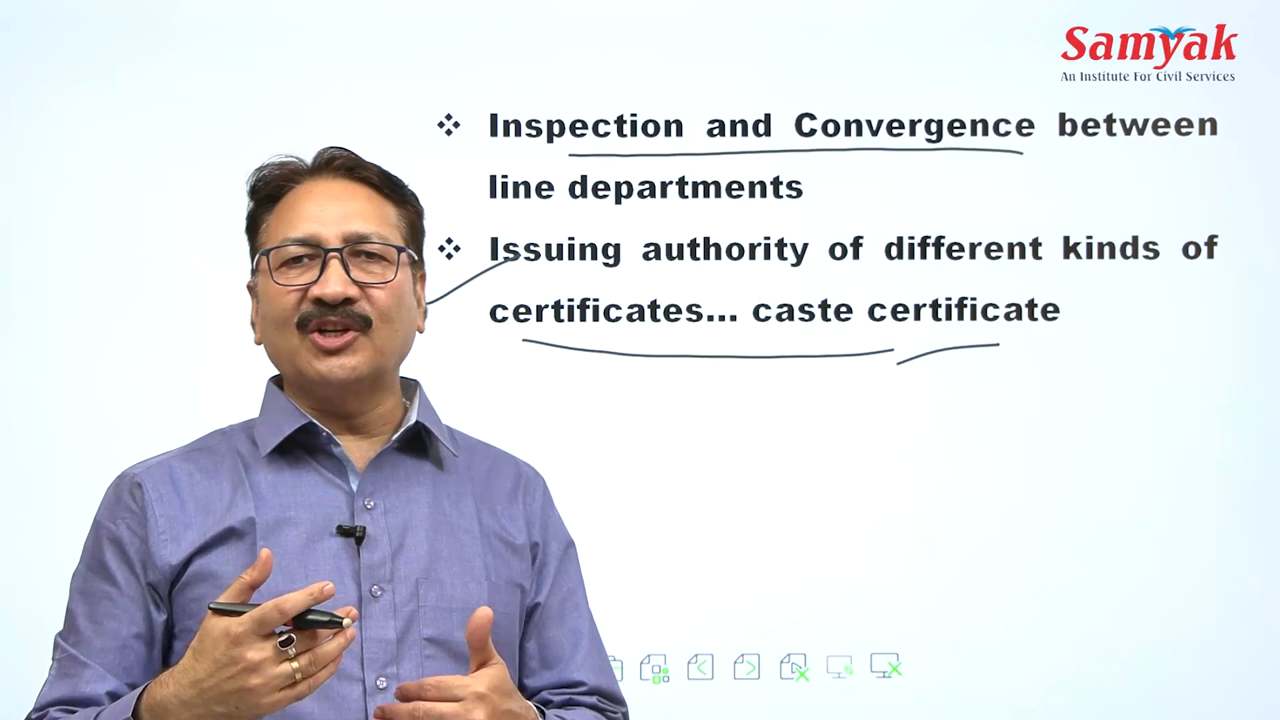 Samyak
An Institute For Civil Services
❖ Inspection and Convergence between
line departments
❖ Issuing authority of different kinds of
certificates... caste certificate